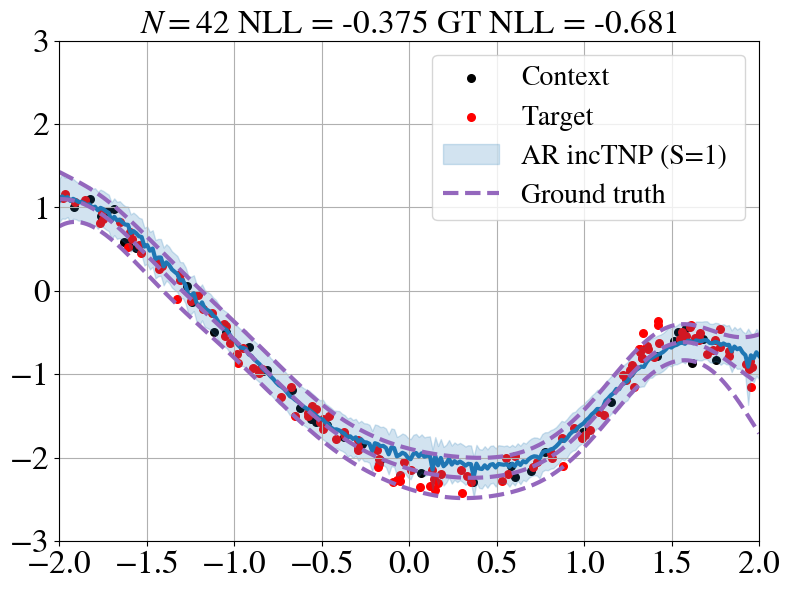 N = 42 NLL = -0.375 GT NLL = -0.681
3
2
1
0
−1
−2
−3
Context
Target
AR incTNP (S=1)
Ground truth
−2.0 −1.5 −1.0 −0.5 0.0 0.5 1.0 1.5 2.0